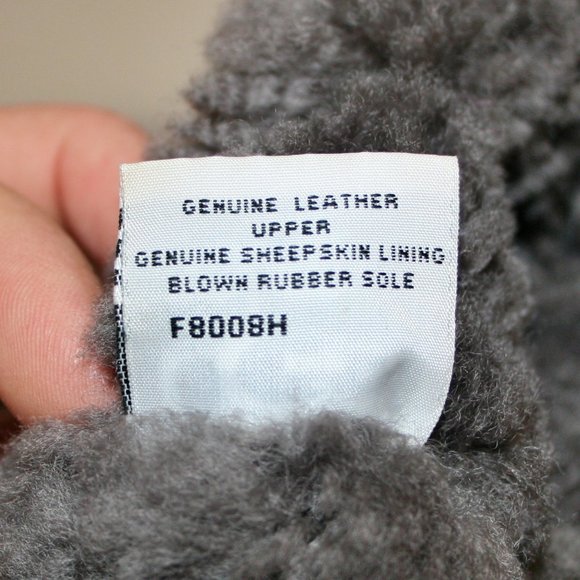 GENUINE LEATHER
UPPER
GENUINE SHEEPSKIN LINING
BLOWN RUBBER SOLE
F8008H